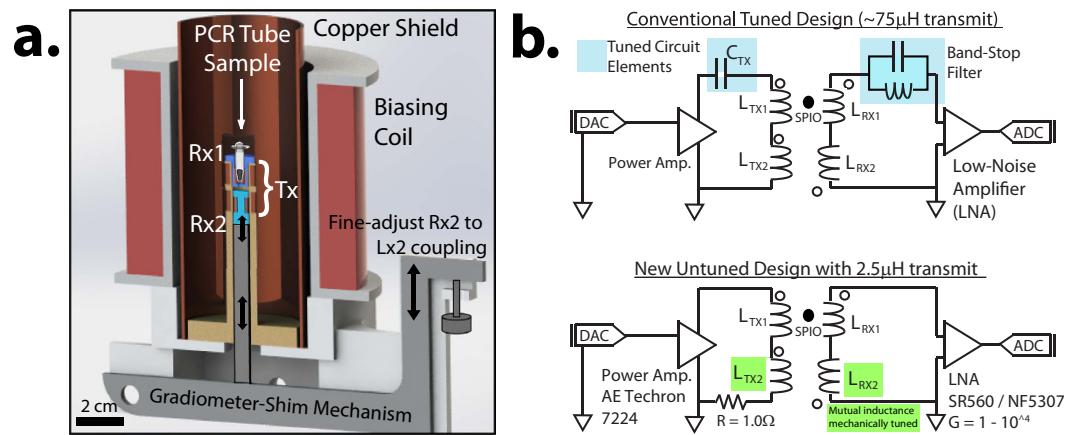 a.
PCR Tube
Sample
Copper Shield
Biasing
Coil
Rx1
Tx
Rx2
Fine-adjust Rx2 to
Lx2 coupling
Gradiometer-Shim Mechanism
2 cm
b.
Conventional Tuned Design (~75μH transmit)
Tuned Circuit
Elements
CTX
Band-Stop
Filter
DAC
Power Amp.
LTX1
LTX2
SPIO
LRX1
LRX2
ADC
Low-Noise
Amplifier
(LNA)
New Untuned Design with 2.5μH transmit
DAC
Power Amp.
AE Techron
7224
LTX1
LTX2
R = 1.0Ω
SPIO
LRX1
LRX2
Mutual inductance
mechanically tuned
ADC
LNA
SR560 / NF5307
G = 1 - 10^4